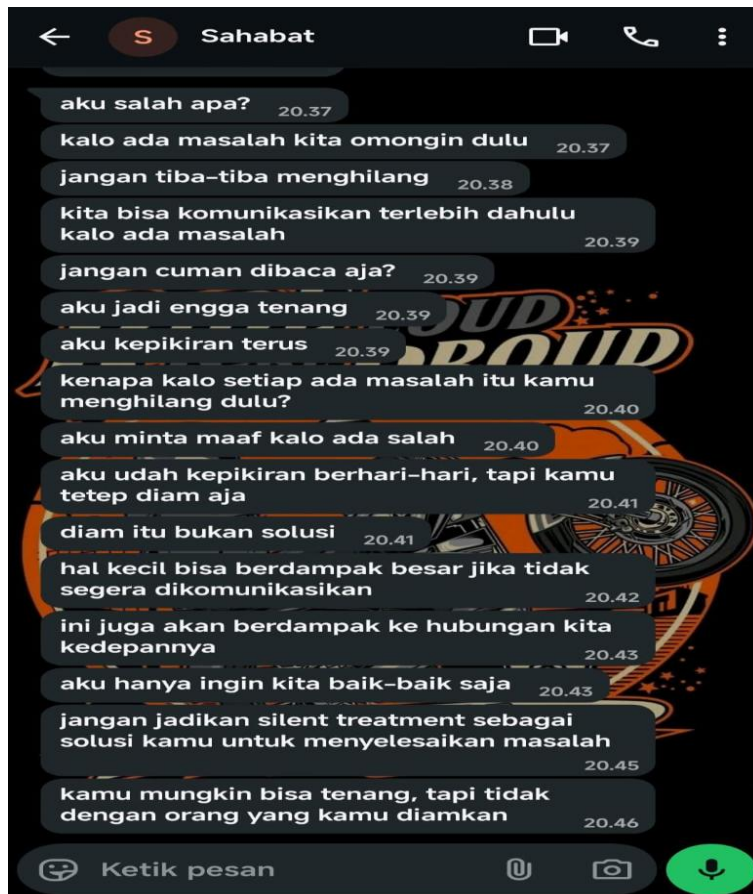 Sahabat
aku salah apa? 20.37
kalo ada masalah kita omongin dulu 20.37
jangan tiba-tiba menghilang 20.38
kita bisa komunikasikan terlebih dahulu
kalo ada masalah 20.39
jangan cuman dibaca aja? 20.39
aku jadi engga tenang 20.39
aku kepikiran terus 20.39
kenapa kalo setiap ada masalah itu kamu
menghilang dulu? 20.40
aku minta maaf kalo ada salah 20.40
aku udah kepikiran berhari-hari, tapi kamu
tetep diam aja 20.41
diam itu bukan solusi 20.41
hal kecil bisa berdampak besar jika tidak
segera dikomunikasikan 20.42
ini juga akan berdampak ke hubungan kita
kedepannya 20.43
aku hanya ingin kita baik-baik saja 20.43
jangan jadikan silent treatment sebagai
solusi kamu untuk menyelesaikan masalah
20.45
kamu mungkin bisa tenang, tapi tidak
dengan orang yang kamu diamkan 20.46
Ketik pesan